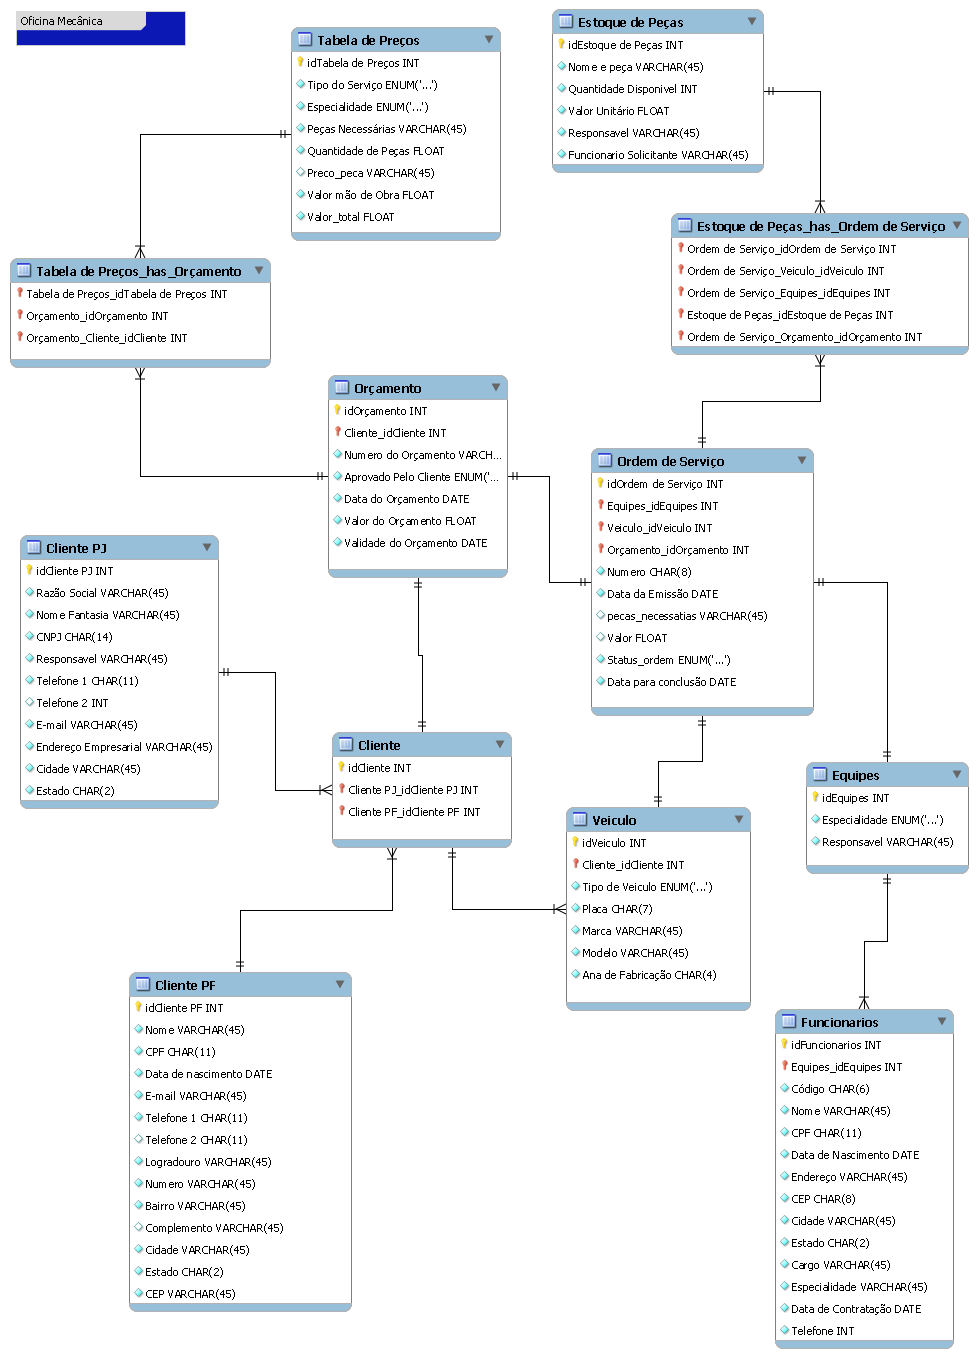 Oficina Mecânica
Tabela de Preços
idTabela de Preços INT
Tipo do Serviço ENUM('...')
Especialidade ENUM('...')
Peças Necessárias VARCHAR(45)
Quantidade de Peças FLOAT
Preco_peca VARCHAR(45)
Valor mão de Obra FLOAT
Valor_total FLOAT
Estoque de Peças
idEstoque de Peças INT
Nome e peça VARCHAR(45)
Quantidade Disponivel INT
Valor Unitário FLOAT
Responsavel VARCHAR(45)
Funcionario Solicitante VARCHAR(45)
Estoque de Peças_has_Ordem de Serviço
Ordem de Serviço_idOrdem de Serviço INT
Ordem de Serviço_Veiculo_idVeiculo INT
Ordem de Serviço_Equipes_idEquipes INT
Estoque de Peças_idEstoque de Peças INT
Ordem de Serviço_Orçamento_idOrçamento INT
Tabela de Preços_has_Orçamento
Tabela de Preços_idTabela de Preços INT
Orçamento_idOrçamento INT
Orçamento_Cliente_idCliente INT
Orçamento
idOrçamento INT
Cliente_idCliente INT
Numero do Orçamento VARCH...
Aprovado Pelo Cliente ENUM('...
Data do Orçamento DATE
Valor do Orçamento FLOAT
Validade do Orçamento DATE
Ordem de Serviço
idOrdem de Serviço INT
Equipes_idEquipes INT
Veiculo_idVeiculo INT
Orçamento_idOrçamento INT
Numero CHAR(8)
Data da Emissão DATE
pecas_necessatias VARCHAR(45)
Valor FLOAT
Status_ordem ENUM('...')
Data para conclusão DATE
Cliente PJ
idCliente PJ INT
Razão Social VARCHAR(45)
Nome Fantasia VARCHAR(45)
CNPJ CHAR(14)
Responsavel VARCHAR(45)
Telefone 1 CHAR(11)
Telefone 2 INT
E-mail VARCHAR(45)
Endereço Empresarial VARCHAR(45)
Cidade VARCHAR(45)
Estado CHAR(2)
Cliente
idCliente INT
Cliente PJ_idCliente PJ INT
Cliente PF_idCliente PF INT
Veiculo
idVeiculo INT
Cliente_idCliente INT
Tipo de Veiculo ENUM('...')
Placa CHAR(7)
Marca VARCHAR(45)
Modelo VARCHAR(45)
Ana de Fabricação CHAR(4)
Equipes
idEquipes INT
Especialidade ENUM('...')
Responsavel VARCHAR(45)
Cliente PF
idCliente PF INT
Nome VARCHAR(45)
CPF CHAR(11)
Data de nascimento DATE
E-mail VARCHAR(45)
Telefone 1 CHAR(11)
Telefone 2 CHAR(11)
Logradouro VARCHAR(45)
Numero VARCHAR(45)
Bairro VARCHAR(45)
Complemento VARCHAR(45)
Cidade VARCHAR(45)
Estado CHAR(2)
CEP VARCHAR(45)
Funcionarios
idFuncionarios INT
Equipes_idEquipes INT
Código CHAR(6)
Nome VARCHAR(45)
CPF CHAR(11)
Data de Nascimento DATE
Endereço VARCHAR(45)
CEP CHAR(8)
Cidade VARCHAR(45)
Estado CHAR(2)
Cargo VARCHAR(45)
Especialidade VARCHAR(45)
Data de Contratação DATE
Telefone INT